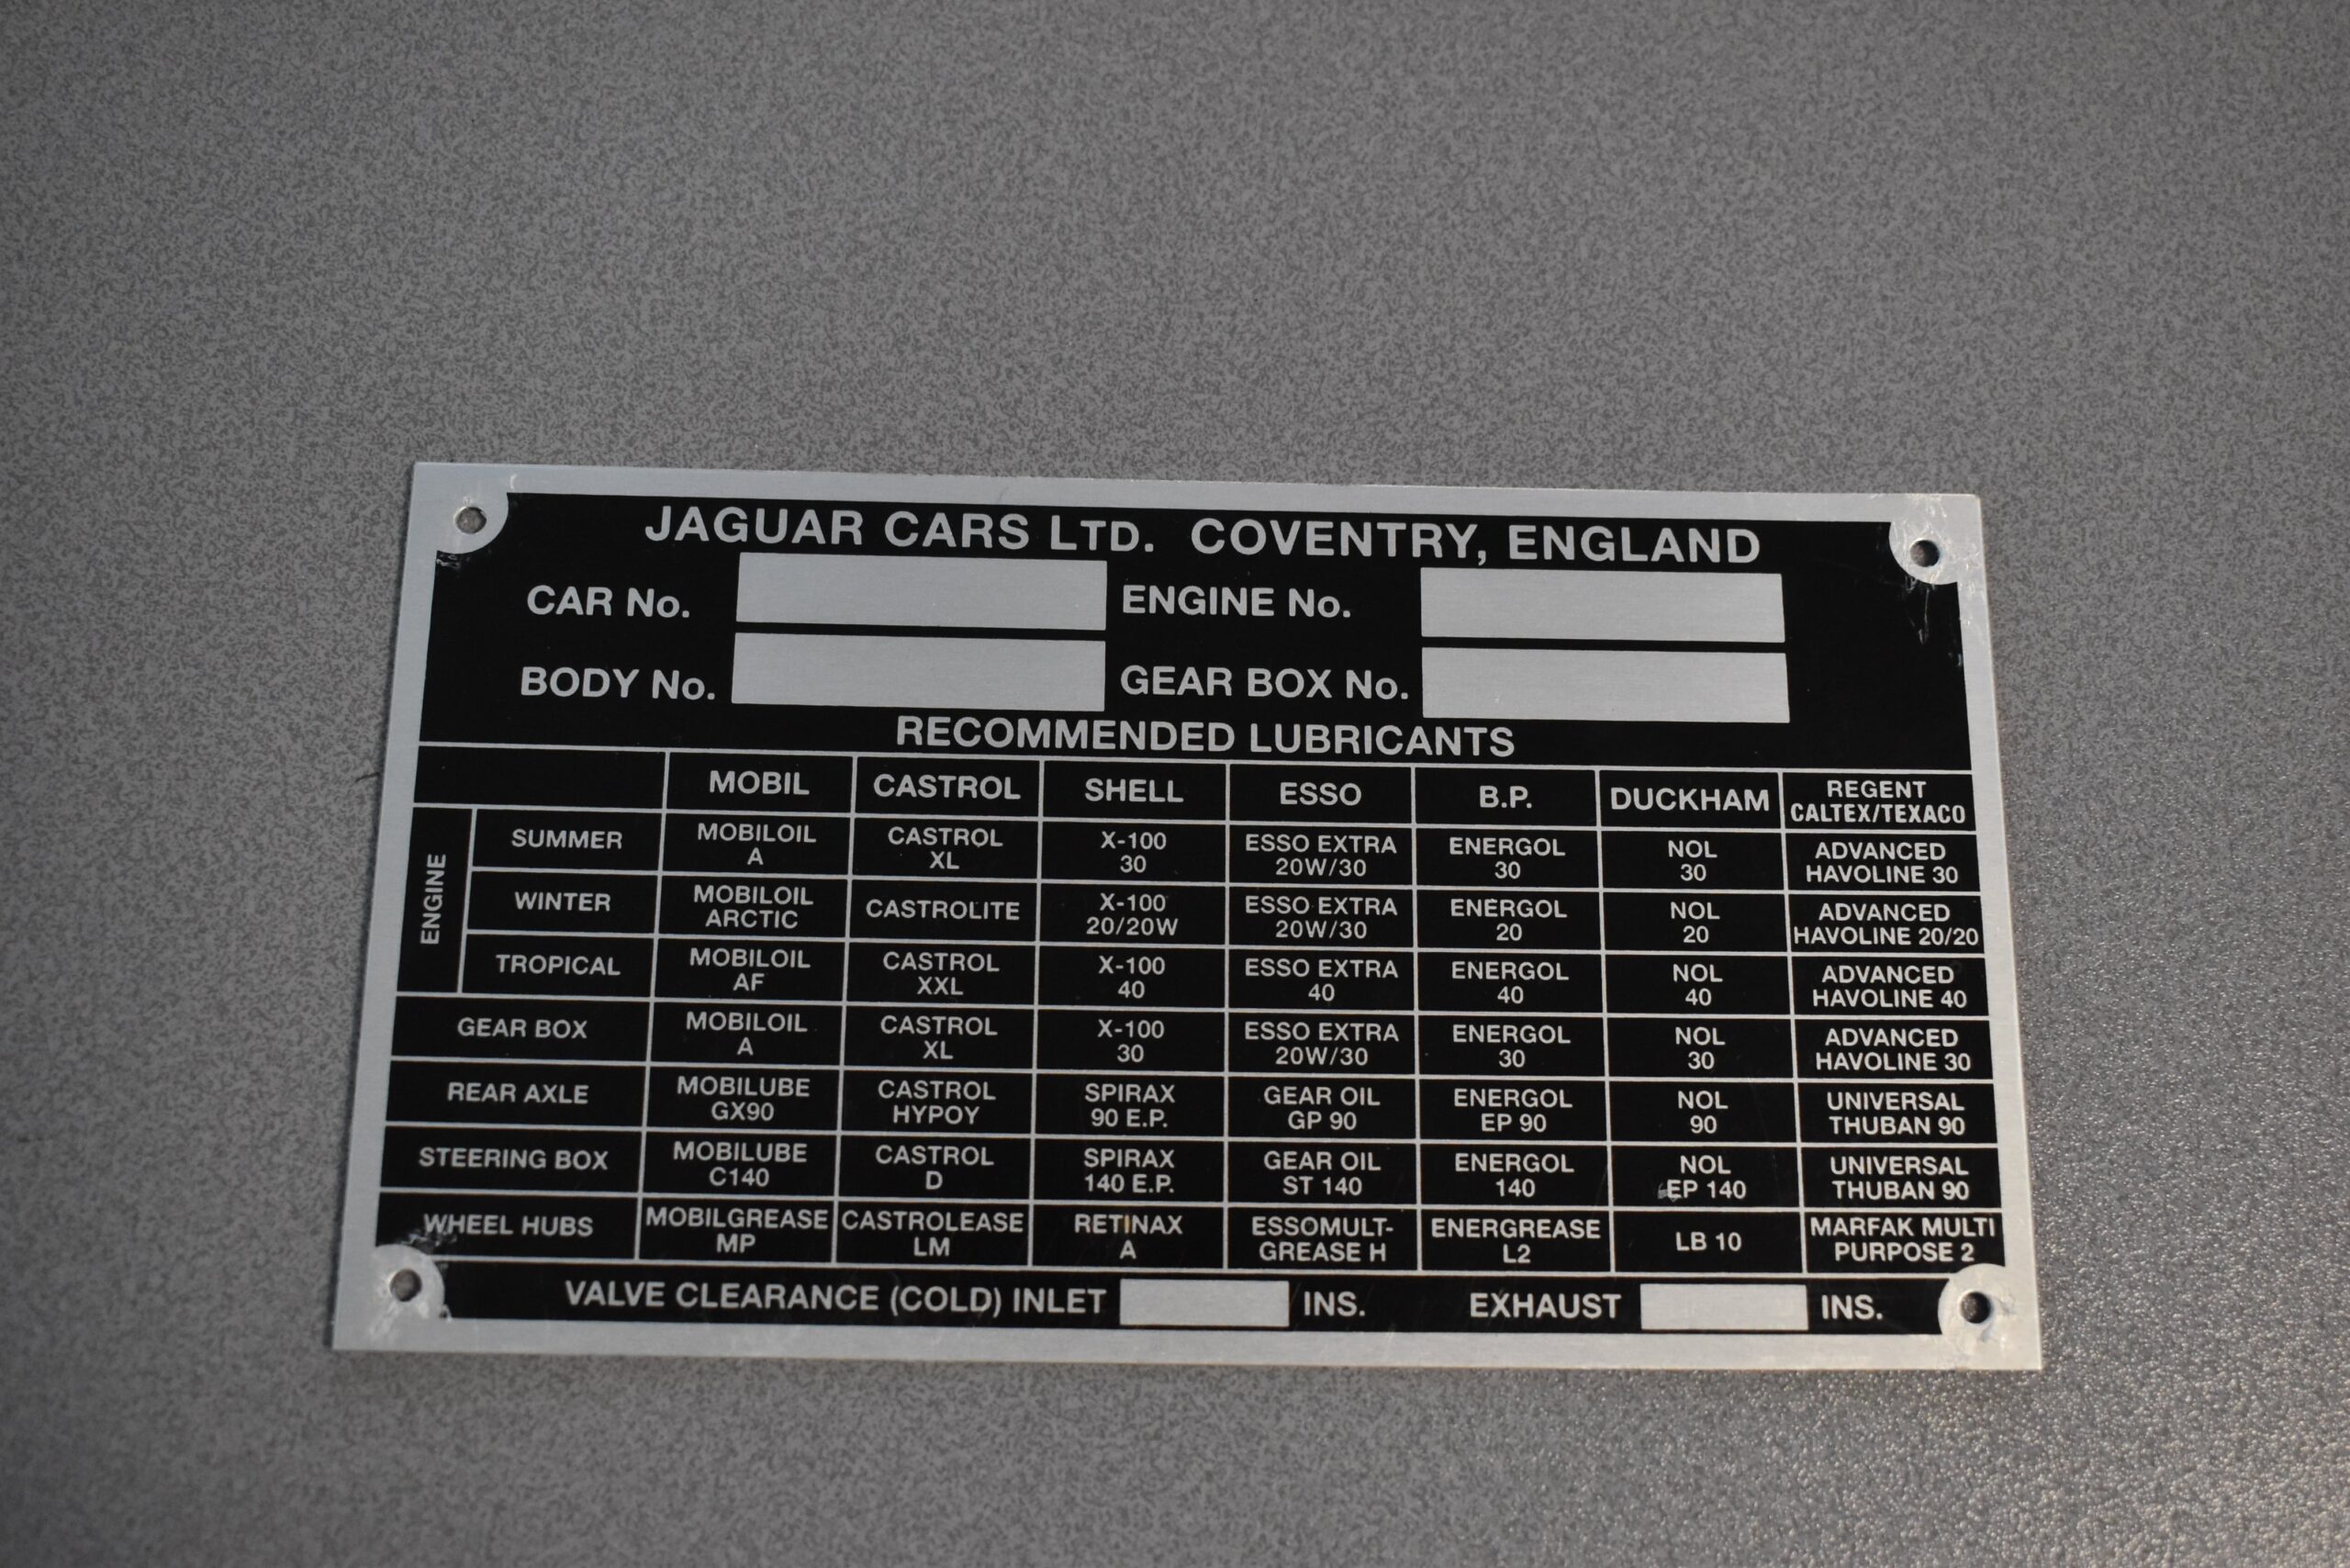 JAGUAR CARS LTD. COVENTRY, ENGLAND
CAR No. ENGINE No.
BODY No. GEAR BOX No.
RECOMMENDED LUBRICANTS
MOBIL CASTROL SHELL ESSO B.P. DUCKHAM REGENT CALTEX/TEXACO
ENGINE
SUMMER MOBILOIL A CASTROL XL X-100 30 ESSO EXTRA 20W/30 ENERGOL 30 NOL 30 ADVANCED HAVOLINE 30
WINTER MOBILOIL ARCTIC CASTROLITE X-100 20/20W ESSO EXTRA 20W/30 ENERGOL 20 NOL 20 ADVANCED HAVOLINE 20/20
TROPICAL MOBILOIL AF CASTROL XXL X-100 40 ESSO EXTRA 40 ENERGOL 40 NOL 40 ADVANCED HAVOLINE 40
GEAR BOX MOBILOIL A CASTROL XL X-100 30 ESSO EXTRA 20W/30 ENERGOL 30 NOL 30 ADVANCED HAVOLINE 30
REAR AXLE MOBILUBE GX90 CASTROL HYPOY SPIRAX 90 E.P. GEAR OIL GP 90 ENERGOL EP 90 NOL 90 UNIVERSAL THUBAN 90
STEERING BOX MOBILUBE C140 CASTROL D SPIRAX 140 E.P. GEAR OIL ST 140 ENERGOL 140 NOL EP 140 UNIVERSAL THUBAN 90
WHEEL HUBS MOBILGREASE MP CASTROLEASE LM RETINAX A ESSOMULT-GREASE H ENERGREASE L2 LB 10 MARFAK MULTI PURPOSE 2
VALVE CLEARANCE (COLD) INLET INS. EXHAUST INS.